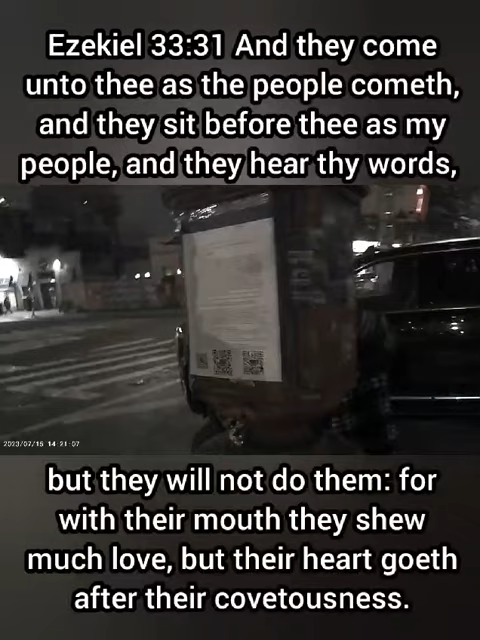 Ezekiel 33:31 And they come
unto thee as the people cometh,
and they sit before thee as my
people, and they hear thy words,
2023/07/15 14:21:07
but they will not do them: for
with their mouth they shew
much love, but their heart goeth
after their covetousness.